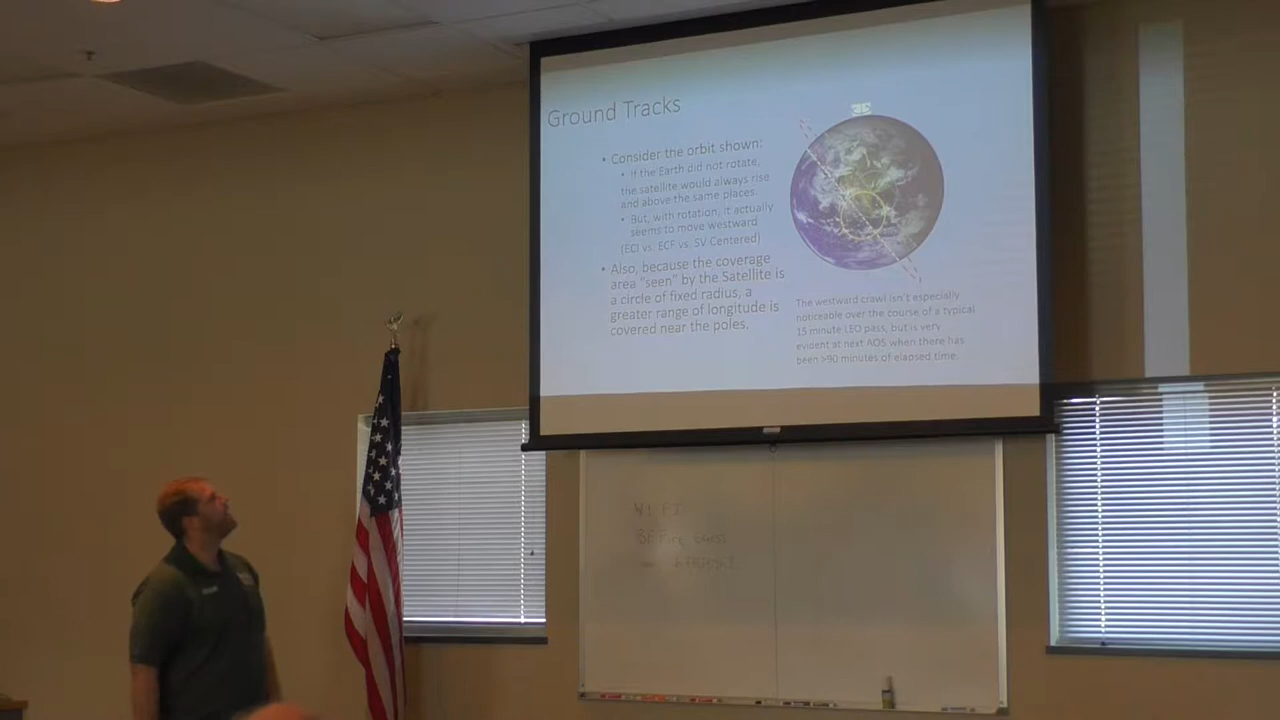 Ground Tracks
• Consider the orbit shown:
• If the Earth did not rotate,
the satellite would always rise
and above the same places.
• But, with rotation, it actually
seems to move westward
(ECI vs. ECF vs. SV Centered)
• Also, because the coverage
area "seen" by the Satellite is
a circle of fixed radius, a
greater range of longitude is
covered near the poles.
The westward crawl isn't especially
noticeable over the course of a typical
15 minute LEO pass, but is very
evident at next AOS when there has
been >90 minutes of elapsed time.
WIFI
Fire Guest